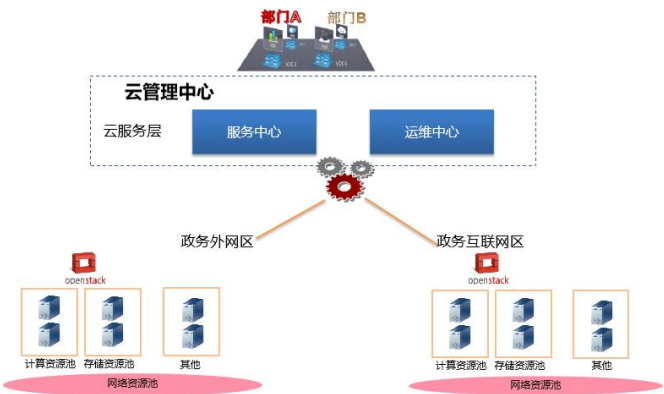 部门A 部门B
VDC1 VDC1
云管理中心
云服务层 服务中心 运维中心
政务外网区 政务互联网区
openstack openstack
计算资源池 存储资源池 其他 计算资源池 存储资源池 其他
网络资源池 网络资源池